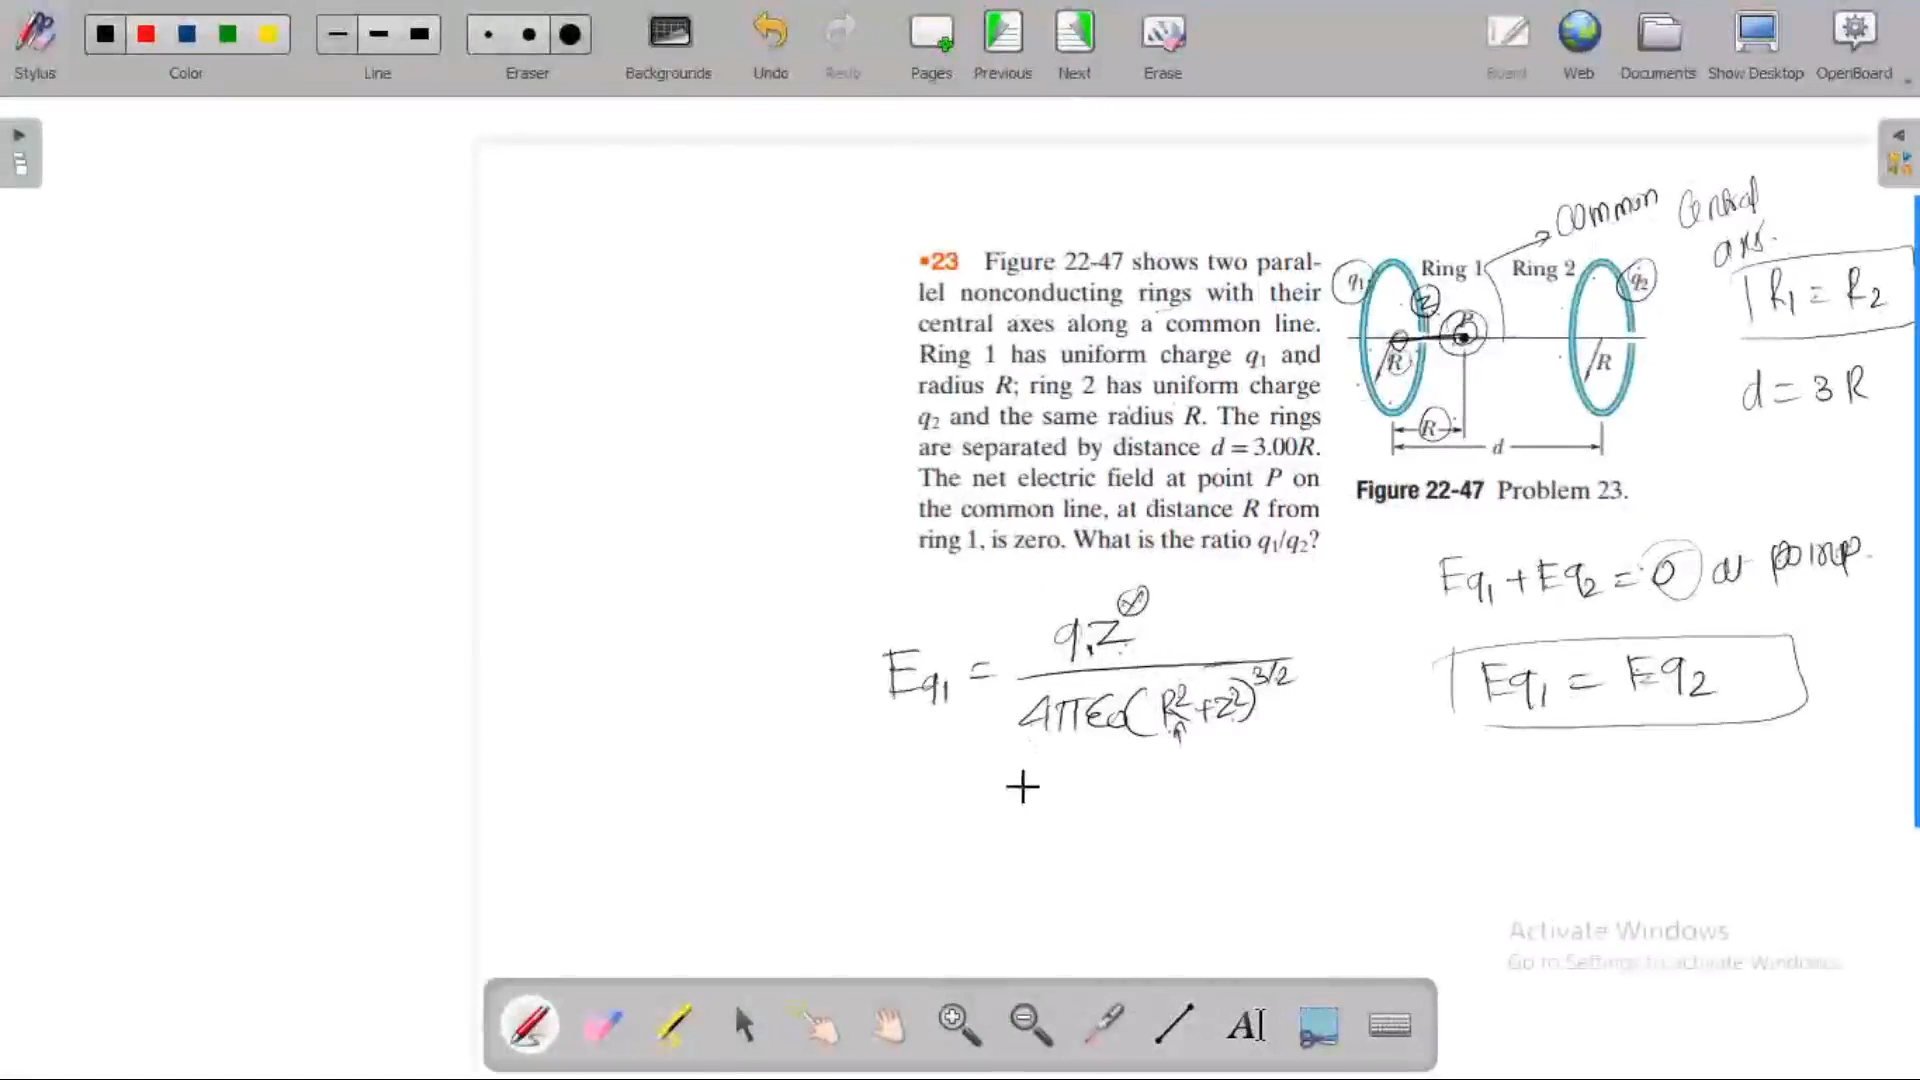 Stylus
Color
Line
Eraser
Backgrounds
Undo
Redo
Pages
Previous
Next
Erase
Board
Web
Documents
Show Desktop
OpenBoard
•23 Figure 22-47 shows two paral-
lel nonconducting rings with their
central axes along a common line.
Ring 1 has uniform charge q₁ and
radius R; ring 2 has uniform charge
q₂ and the same radius R. The rings
are separated by distance d = 3.00R.
The net electric field at point P on
the common line, at distance R from
ring 1, is zero. What is the ratio q₁/q₂?
common central
axis.
q₁
Ring 1
Ring 2
q₂
Z
P
R
R
R
d
Figure 22-47 Problem 23.
R₁ = R₂
d = 3R
Eq₁ + Eq₂ = 0 at
Eq₁ = Eq₂
Eq₁ = q₁Z / 4πε₀(R²+Z²)^3/2
Activate Windows
Go to Settings to activate Windows.
AI